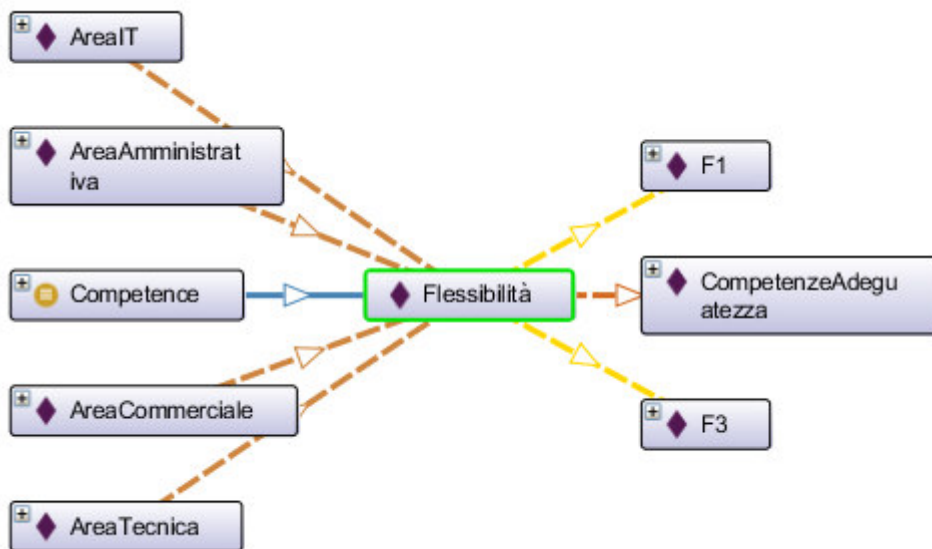 AreaIT
AreaAmministrat
iva
Competence
AreaCommerciale
AreaTecnica
Flessibilità
F1
CompetenzeAdegu
atezza
F3